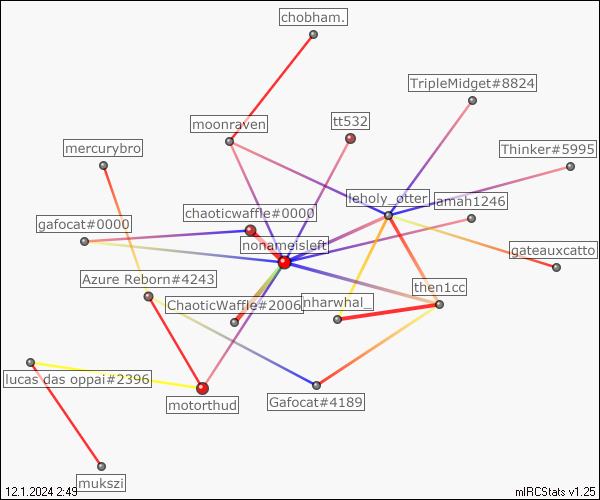 chobham.
TripleMidget#8824
moonraven
tt532
mercurybro
Thinker#5995
leholy_otter
amah1246
chaoticwaffle#0000
gafocat#0000
nonameisleft
gateauxcatto
Azure Reborn#4243
then1cc
ChaoticWaffle#2006
nharwhal_
lucas das oppai#2396
motorthud
Gafocat#4189
mukszi
12.1.2024 2:49
mIRCStats v1.25